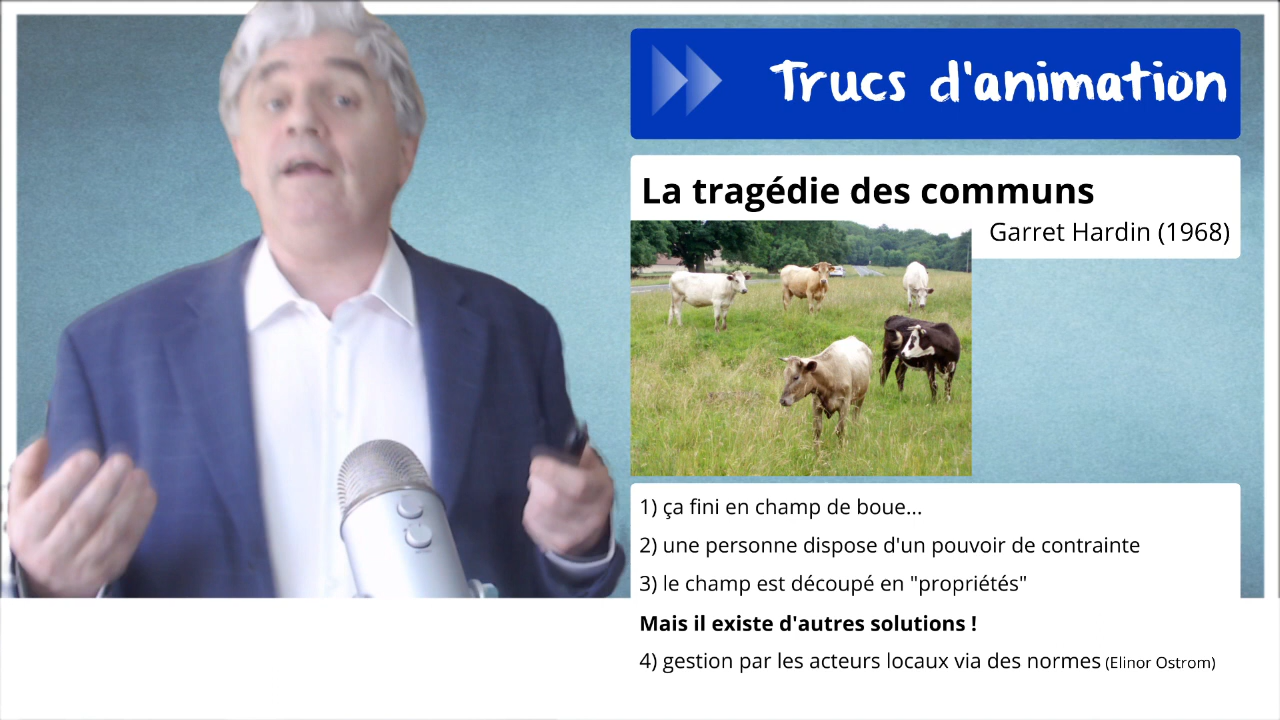 Trucs d'animation
La tragédie des communs
Garret Hardin (1968)
1) ça fini en champ de boue...
2) une personne dispose d'un pouvoir de contrainte
3) le champ est découpé en "propriétés"
Mais il existe d'autres solutions !
4) gestion par les acteurs locaux via des normes (Elinor Ostrom)